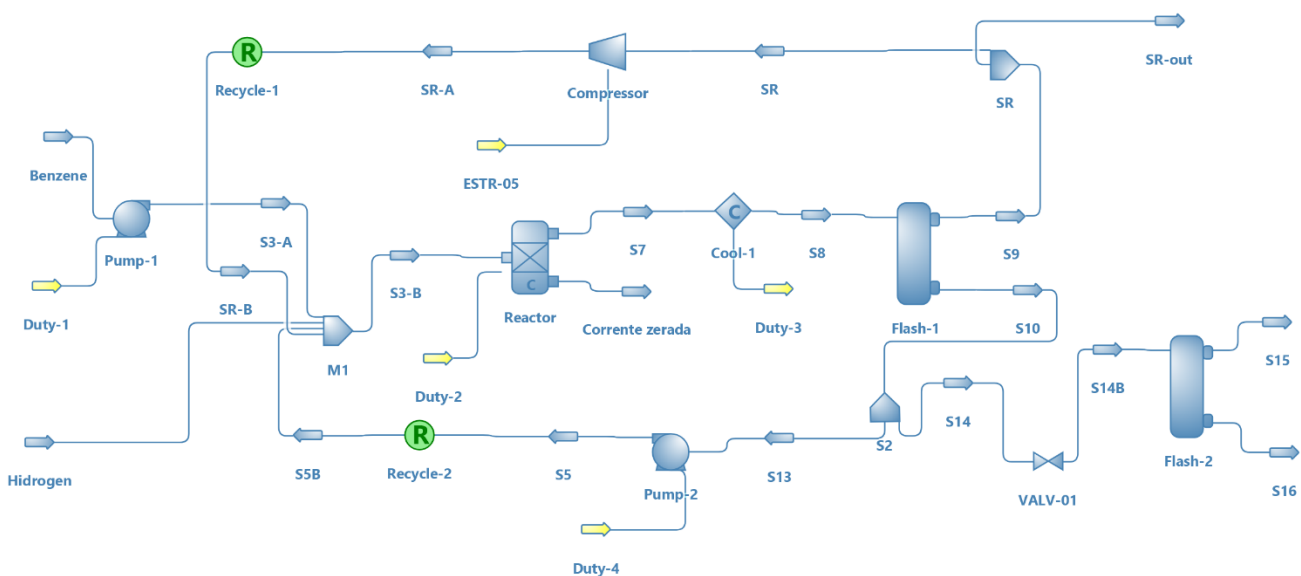 R
SR-out
Recycle-1
SR-A
Compressor
SR
SR
Benzene
ESTR-05
S3-A
Pump-1
S7
C
Cool-1
S8
S9
SR-B
S3-B
C
Reactor
Corrente zerada
Duty-3
Flash-1
S10
Duty-1
M1
Duty-2
S15
S14B
S14
S2
Hidrogen
S5B
R
Recycle-2
S5
Pump-2
S13
VALV-01
Flash-2
S16
Duty-4